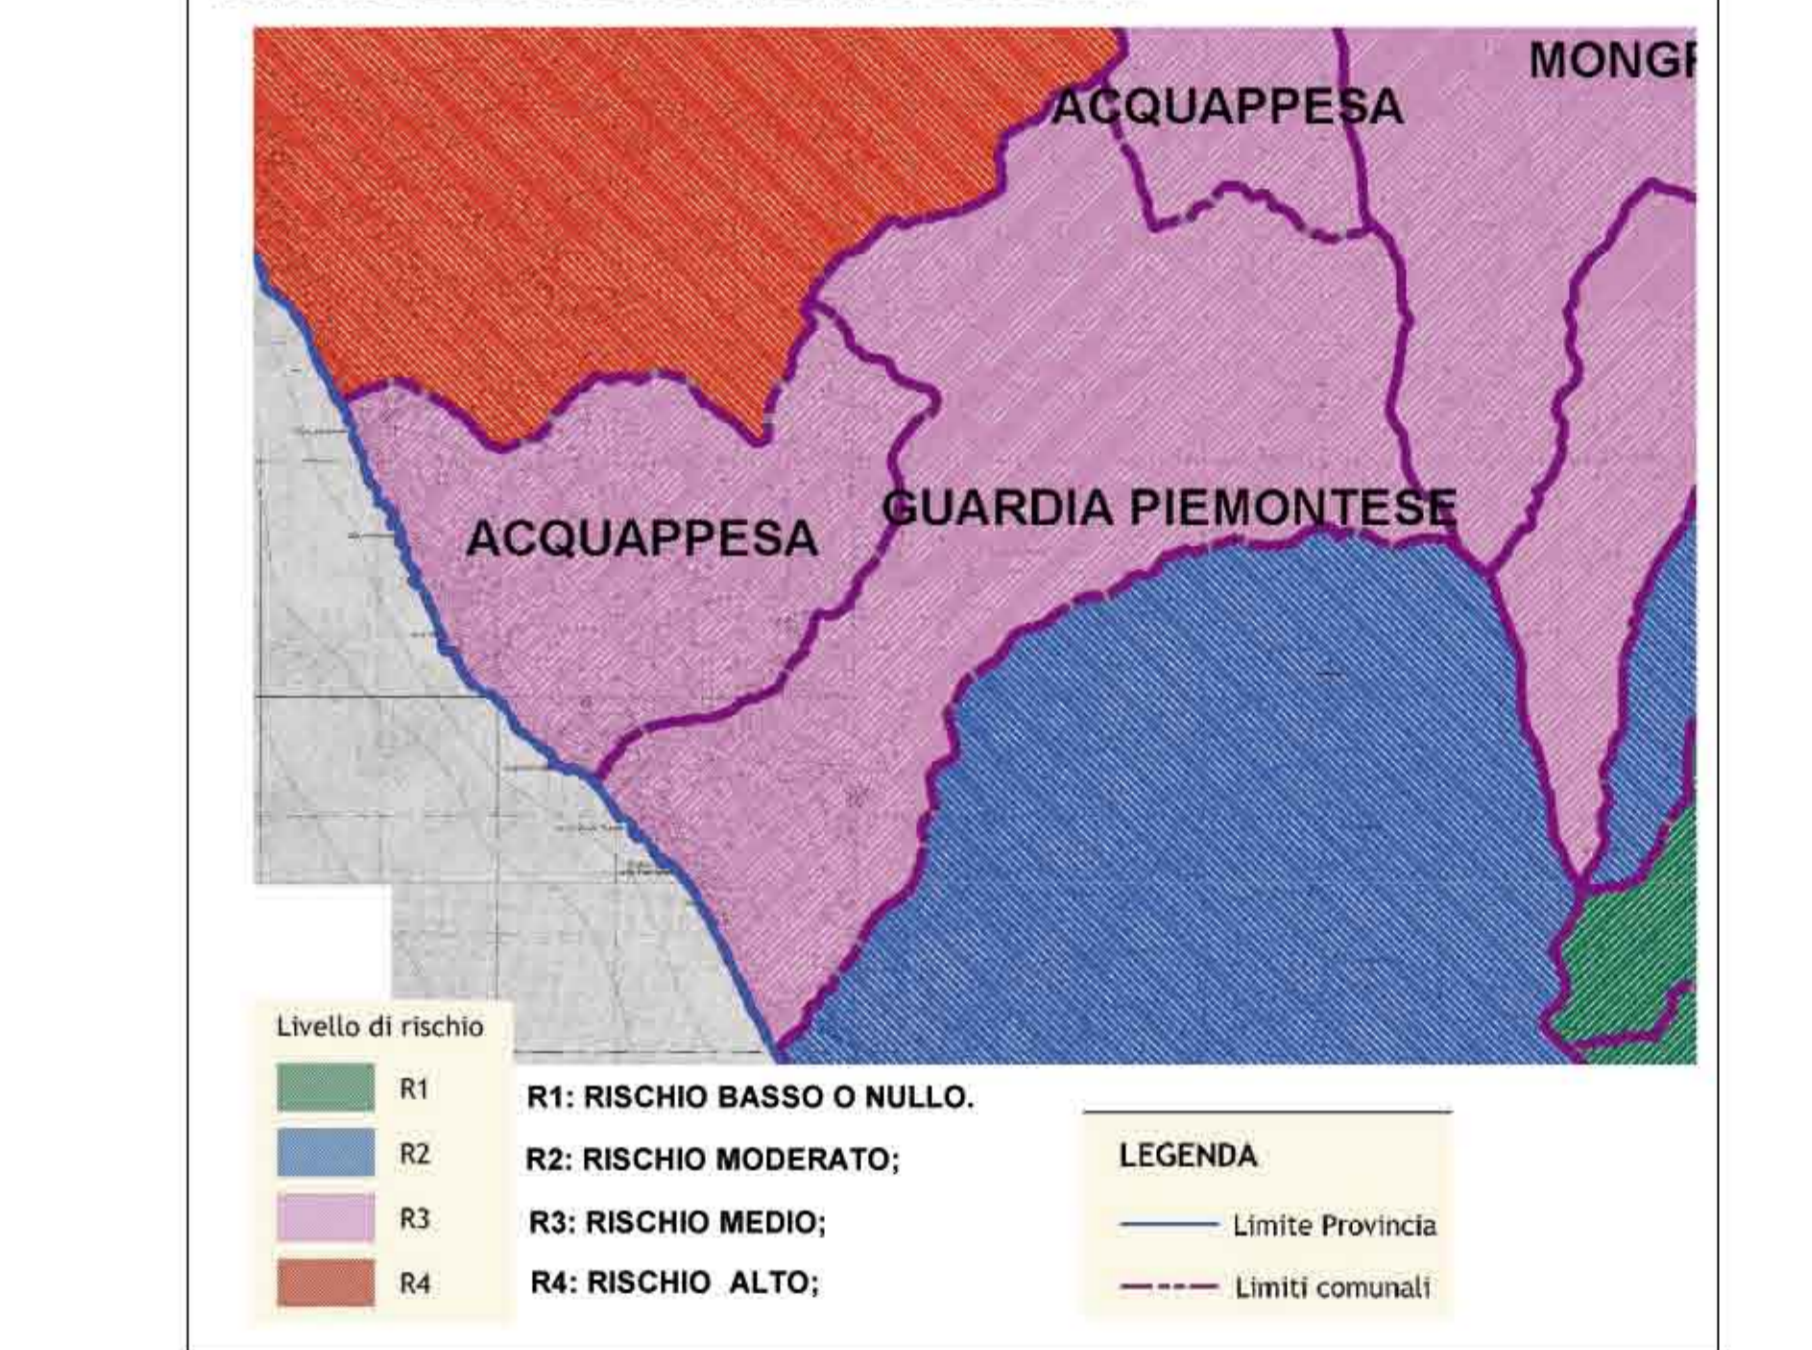 MONGR
ACQUAPPESA
GUARDIA PIEMONTESE
ACQUAPPESA
Livello di rischio
R1
R2
R3
R4
R1: RISCHIO BASSO O NULLO.
R2: RISCHIO MODERATO;
R3: RISCHIO MEDIO;
R4: RISCHIO ALTO;
LEGENDA
Limite Provincia
Limiti comunali